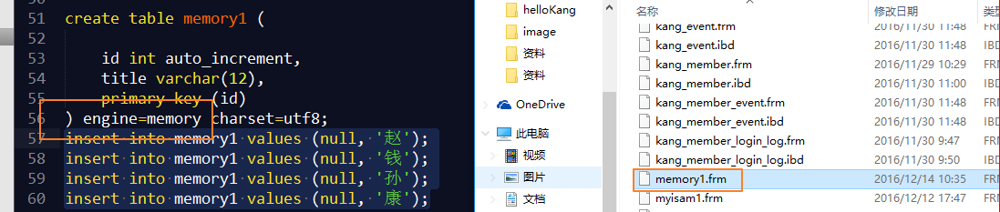 51 create table memory1 (
52
53 id int auto_increment,
54 title varchar(12),
55 primary key (id)
56 ) engine=memory charset=utf8;
57 insert into memory1 values (null, '赵');
58 insert into memory1 values (null, '钱');
59 insert into memory1 values (null, '孙');
60 insert into memory1 values (null, '康');
helloKang
image
资料
资料
OneDrive
此电脑
视频
图片
文档
名称 修改日期 类型
kang_event.frm 2016/11/30 11:48 FRM
kang_event.ibd 2016/11/30 11:48 IBD
kang_member.frm 2016/11/29 10:29 FRM
kang_member.ibd 2016/11/30 11:00 IBD
kang_member_event.frm 2016/11/30 11:48 FRM
kang_member_event.ibd 2016/11/30 11:48 IBD
kang_member_login_log.frm 2016/11/30 9:47 FRM
kang_member_login_log.ibd 2016/11/30 9:50 IBD
memory1.frm 2016/12/14 10:35 FRM
myisam1.frm 2016/12/12 17:47 FRM